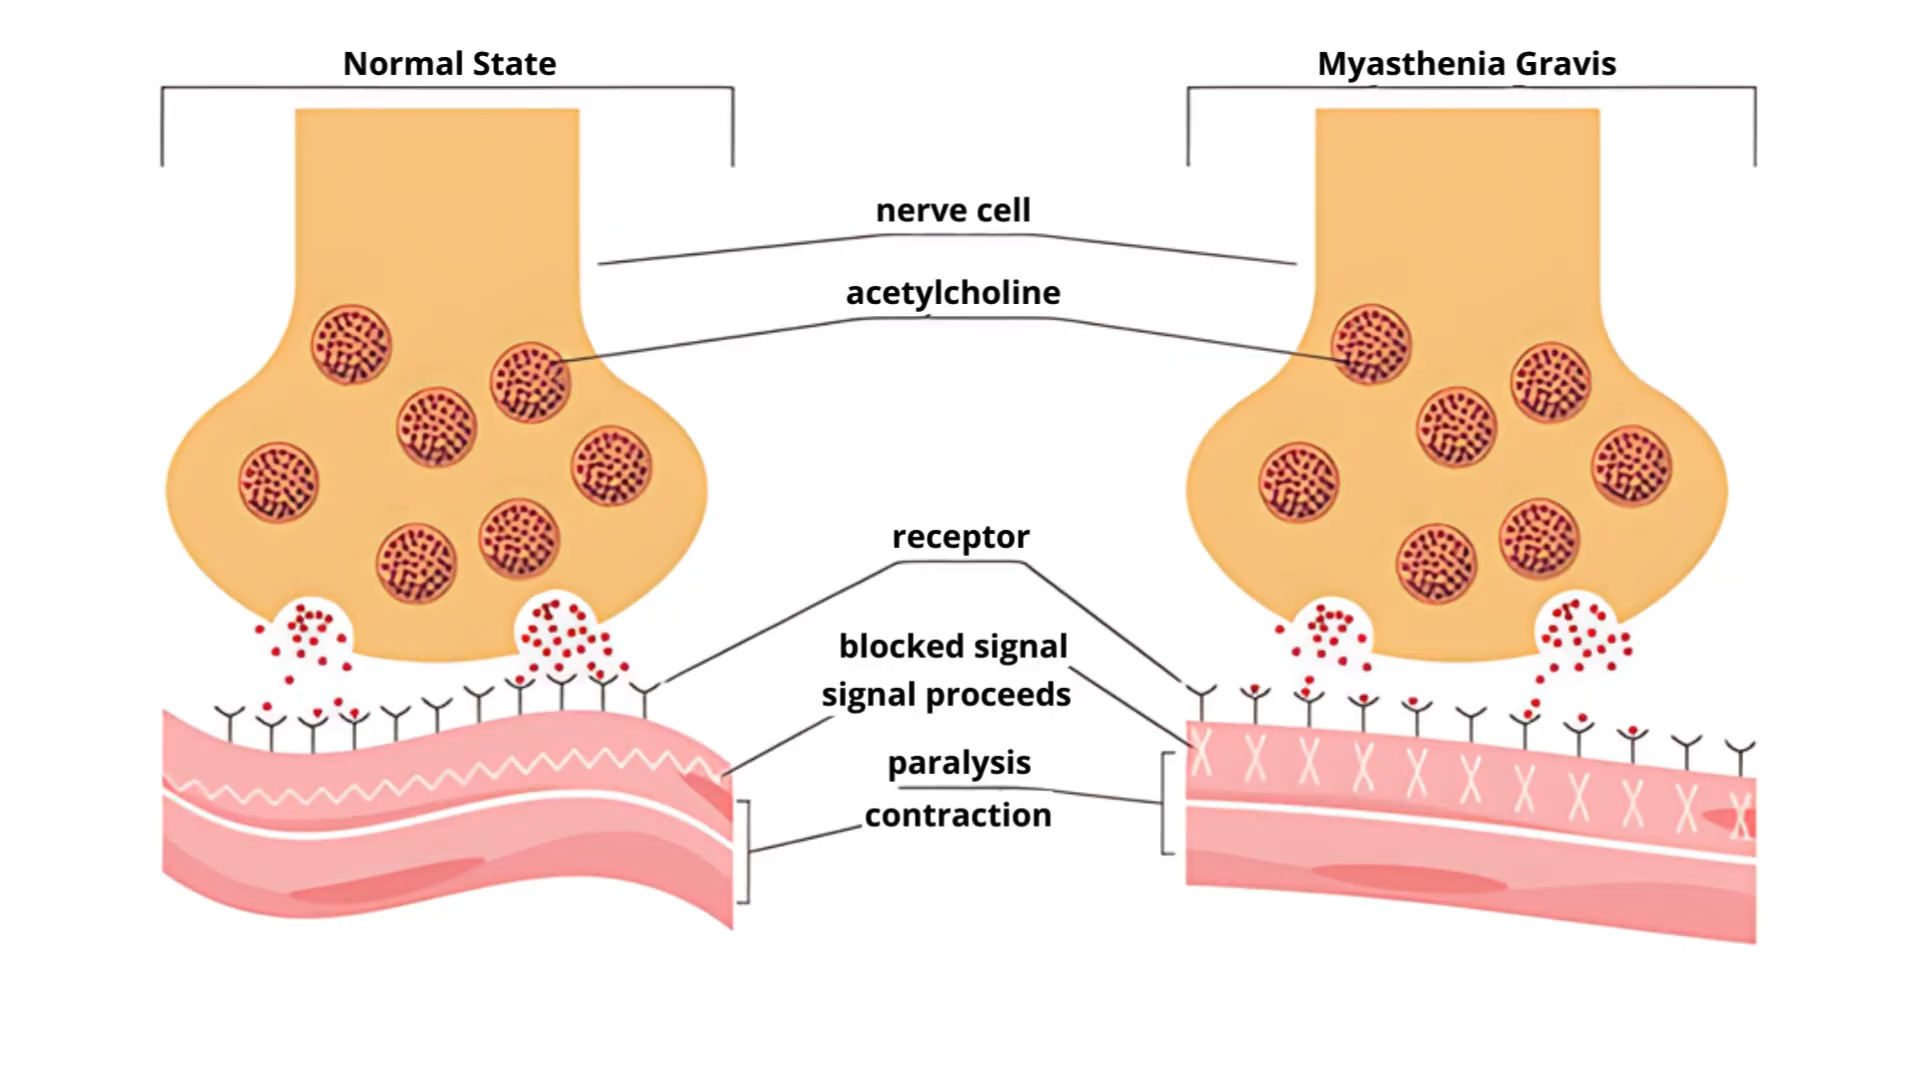 Normal State
Myasthenia Gravis
nerve cell
acetylcholine
receptor
blocked signal
signal proceeds
paralysis
contraction